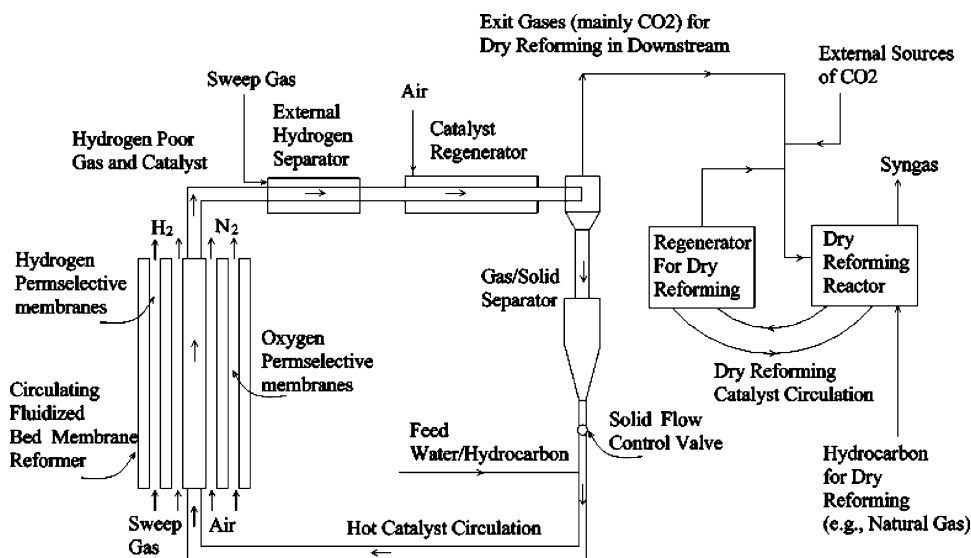 Exit Gases (mainly CO2) for
Dry Reforming in Downstream
External Sources
of CO2
Sweep Gas
Air
External
Hydrogen
Separator
Catalyst
Regenerator
Hydrogen Poor
Gas and Catalyst
Syngas
H2
N2
Hydrogen
Permselective
membranes
Gas/Solid
Separator
Regenerator
For Dry
Reforming
Dry
Reforming
Reactor
Oxygen
Permselective
membranes
Dry Reforming
Catalyst Circulation
Circulating
Fluidized
Bed Membrane
Reformer
Solid Flow
Control Valve
Feed
Water/Hydrocarbon
Hydrocarbon
for Dry
Reforming
(e.g., Natural Gas)
Sweep
Gas
Air
Hot Catalyst Circulation